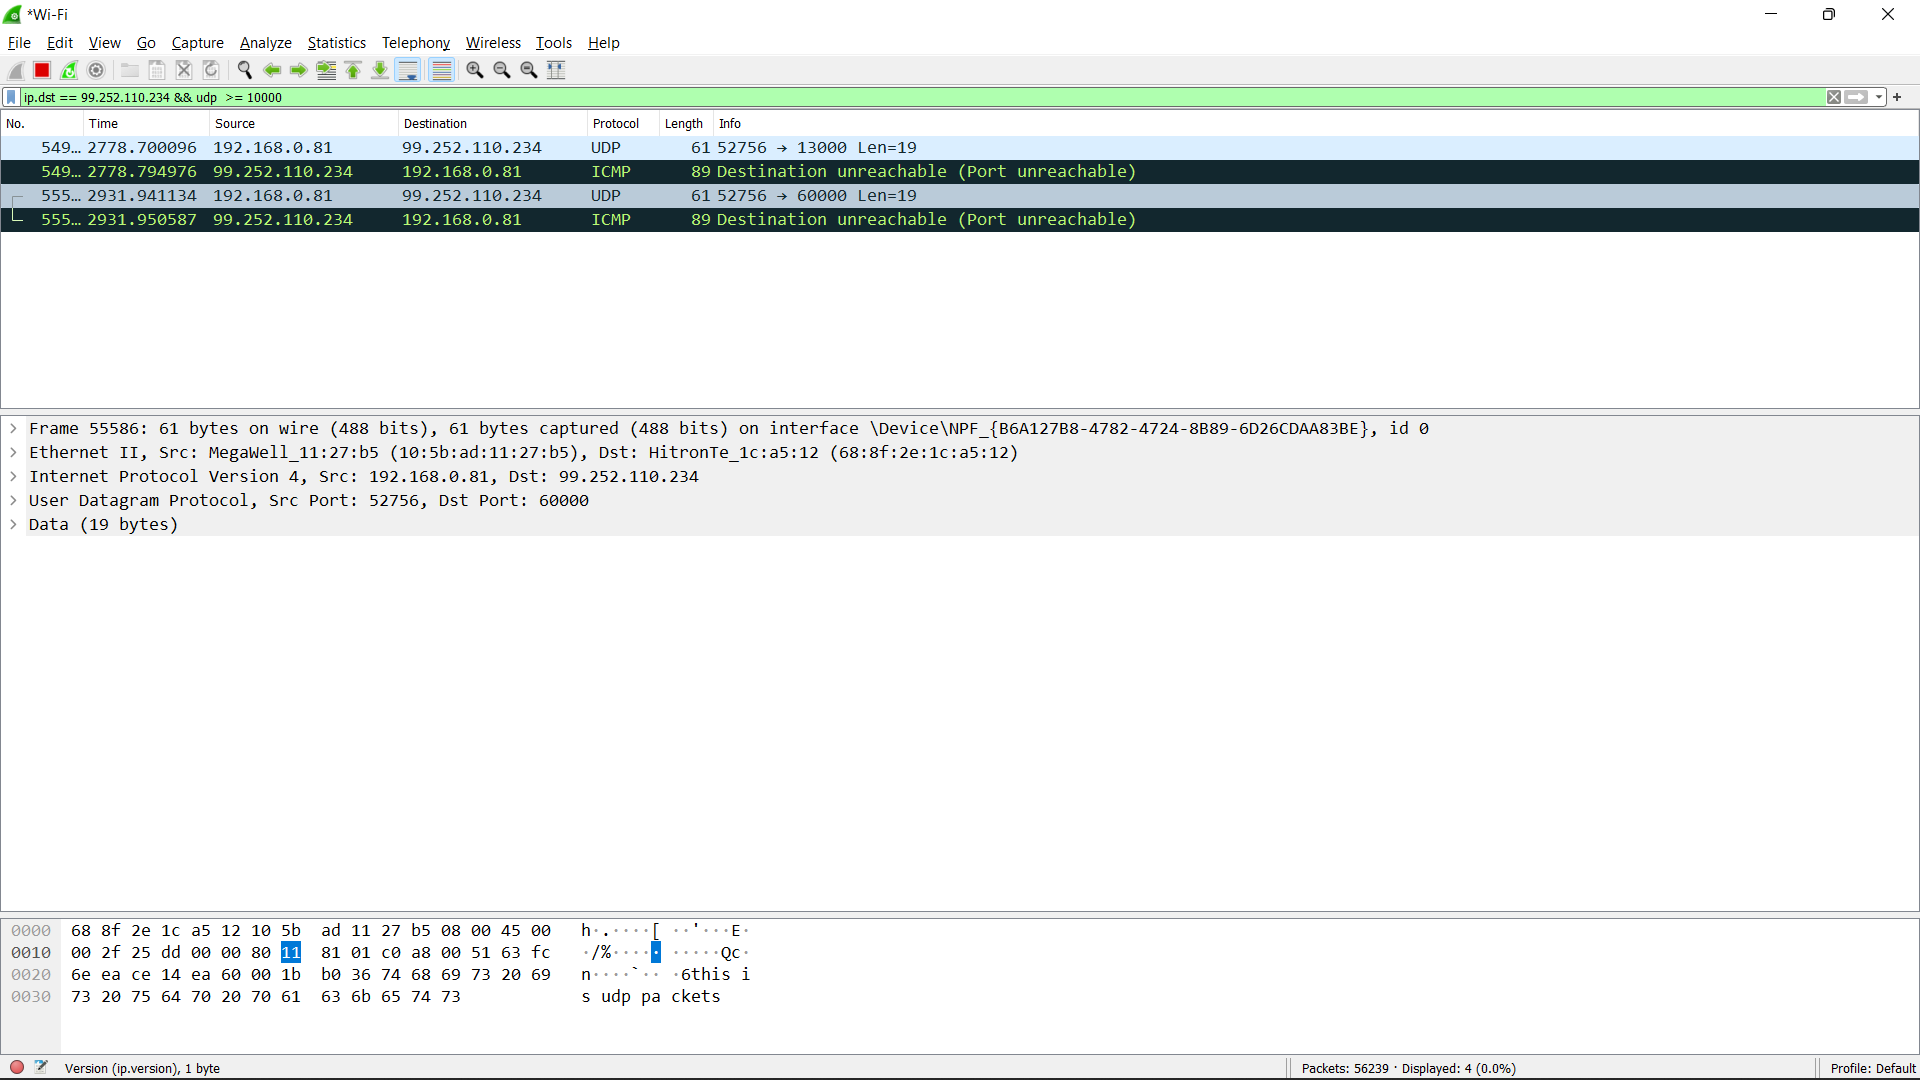 *Wi-Fi
File Edit View Go Capture Analyze Statistics Telephony Wireless Tools Help
ip.dst == 99.252.110.234 && udp  >= 10000
No. Time Source Destination Protocol Length Info
549… 2778.700096 192.168.0.81 99.252.110.234 UDP 61 52756 → 13000 Len=19
549… 2778.794976 99.252.110.234 192.168.0.81 ICMP 89 Destination unreachable (Port unreachable)
555… 2931.941134 192.168.0.81 99.252.110.234 UDP 61 52756 → 60000 Len=19
555… 2931.950587 99.252.110.234 192.168.0.81 ICMP 89 Destination unreachable (Port unreachable)
Frame 55586: 61 bytes on wire (488 bits), 61 bytes captured (488 bits) on interface \Device\NPF_{B6A127B8-4782-4724-8B89-6D26CDAA83BE}, id 0
Ethernet II, Src: MegaWell_11:27:b5 (10:5b:ad:11:27:b5), Dst: HitronTe_1c:a5:12 (68:8f:2e:1c:a5:12)
Internet Protocol Version 4, Src: 192.168.0.81, Dst: 99.252.110.234
User Datagram Protocol, Src Port: 52756, Dst Port: 60000
Data (19 bytes)
0000 68 8f 2e 1c a5 12 10 5b ad 11 27 b5 08 00 45 00 h·.····[ ··'···E·
0010 00 2f 25 dd 00 00 80 11 81 01 c0 a8 00 51 63 fc ·/%····· ·····Qc·
0020 6e ea ce 14 ea 60 00 1b b0 36 74 68 69 73 20 69 n····`·· ·6this i
0030 73 20 75 64 70 20 70 61 63 6b 65 74 73 s udp pa ckets
Version (ip.version), 1 byte Packets: 56239 · Displayed: 4 (0.0%) Profile: Default